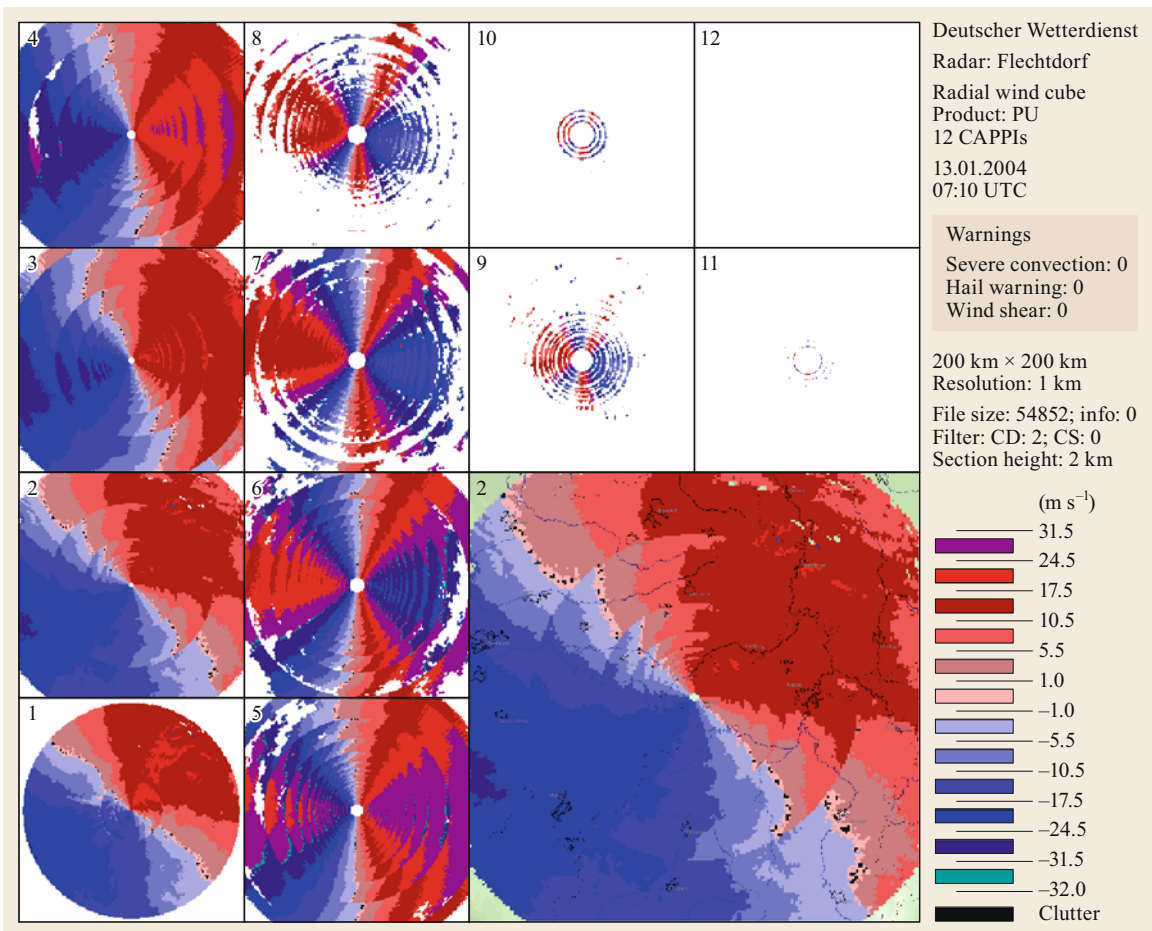 4
8
10
12
3
7
9
11
2
6
2
1
5
Deutscher Wetterdienst
Radar: Flechtdorf
Radial wind cube
Product: PU
12 CAPPIs
13.01.2004
07:10 UTC
Warnings
Severe convection: 0
Hail warning: 0
Wind shear: 0
200 km × 200 km
Resolution: 1 km
File size: 54852; info: 0
Filter: CD: 2; CS: 0
Section height: 2 km
(m s⁻¹)
31.5
24.5
17.5
10.5
5.5
1.0
–1.0
–5.5
–10.5
–17.5
–24.5
–31.5
–32.0
Clutter